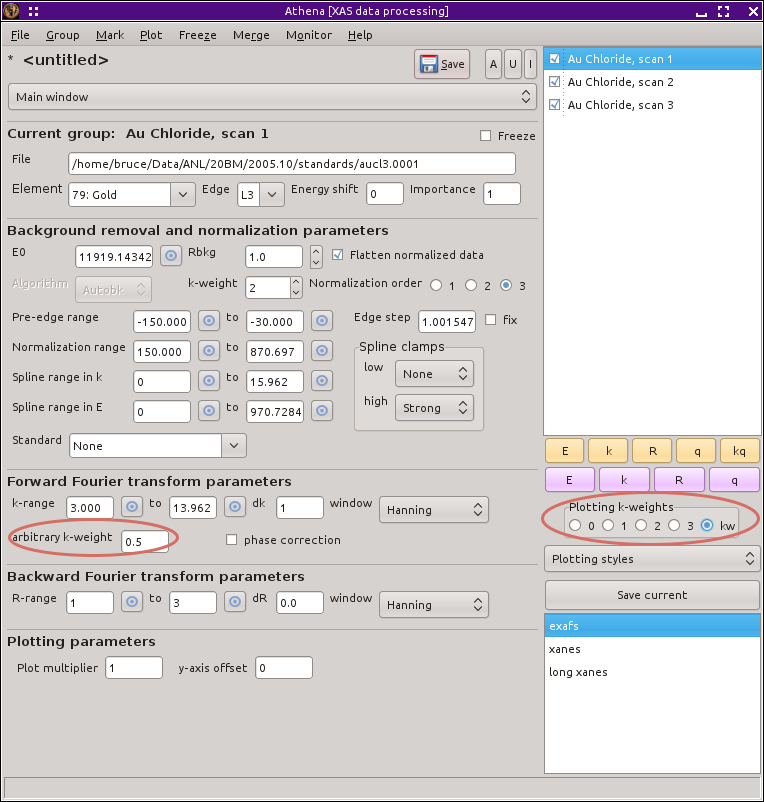 Athena [XAS data processing]
File Group Mark Plot Freeze Merge Monitor Help
* <untitled> Save A U I
Main window
Current group: Au Chloride, scan 1 Freeze
File /home/bruce/Data/ANL/20BM/2005.10/standards/aucl3.0001
Element 79: Gold Edge L3 Energy shift 0 Importance 1
Background removal and normalization parameters
E0 11919.14342 Rbkg 1.0 Flatten normalized data
Algorithm Autobk k-weight 2 Normalization order 1 2 3
Pre-edge range -150.000 to -30.000 Edge step 1.001547 fix
Normalization range 150.000 to 870.697 Spline clamps
Spline range in k 0 to 15.962 low None
Spline range in E 0 to 970.7284 high Strong
Standard None
Forward Fourier transform parameters
k-range 3.000 to 13.962 dk 1 window Hanning
arbitrary k-weight 0.5 phase correction
Backward Fourier transform parameters
R-range 1 to 3 dR 0.0 window Hanning
Plotting parameters
Plot multiplier 1 y-axis offset 0
Au Chloride, scan 1
Au Chloride, scan 2
Au Chloride, scan 3
E k R q kq
E k R q
Plotting k-weights
0 1 2 3 kw
Plotting styles
Save current
exafs
xanes
long xanes